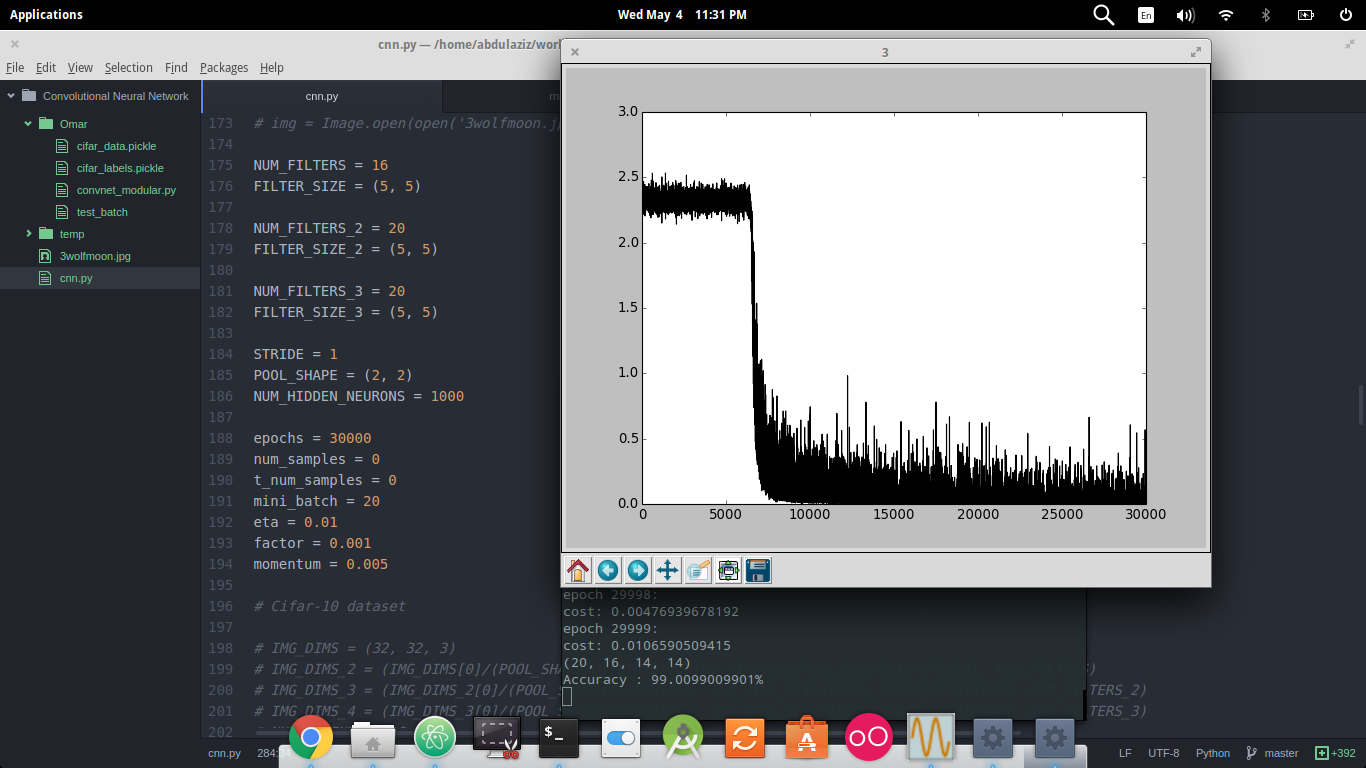 Applications
Wed May 4 11:31 PM
En
cnn.py — /home/abdulaziz/wor
3
File Edit View Selection Find Packages Help
Convolutional Neural Network
Omar
cifar_data.pickle
cifar_labels.pickle
convnet_modular.py
test_batch
temp
3wolfmoon.jpg
cnn.py
cnn.py
173 # img = Image.open(open('3wolfmoon.j
174
175 NUM_FILTERS = 16
176 FILTER_SIZE = (5, 5)
177
178 NUM_FILTERS_2 = 20
179 FILTER_SIZE_2 = (5, 5)
180
181 NUM_FILTERS_3 = 20
182 FILTER_SIZE_3 = (5, 5)
183
184 STRIDE = 1
185 POOL_SHAPE = (2, 2)
186 NUM_HIDDEN_NEURONS = 1000
187
188 epochs = 30000
189 num_samples = 0
190 t_num_samples = 0
191 mini_batch = 20
192 eta = 0.01
193 factor = 0.001
194 momentum = 0.005
195
196 # Cifar-10 dataset
197
198 # IMG_DIMS = (32, 32, 3)
199 # IMG_DIMS_2 = (IMG_DIMS[0]/(POOL_SH
200 # IMG_DIMS_3 = (IMG_DIMS_2[0]/(POOL_S TERS_2)
201 # IMG_DIMS_4 = (IMG_DIMS_3[0]/(POOL_S TERS_3)
202
3.0
2.5
2.0
1.5
1.0
0.5
0.0
0 5000 10000 15000 20000 25000 30000
epoch 29998:
cost: 0.00476939678192
epoch 29999:
cost: 0.0106590509415
(20, 16, 14, 14)
Accuracy : 99.0099009901%
$_
cnn.py 284:
LF UTF-8 Python master +392